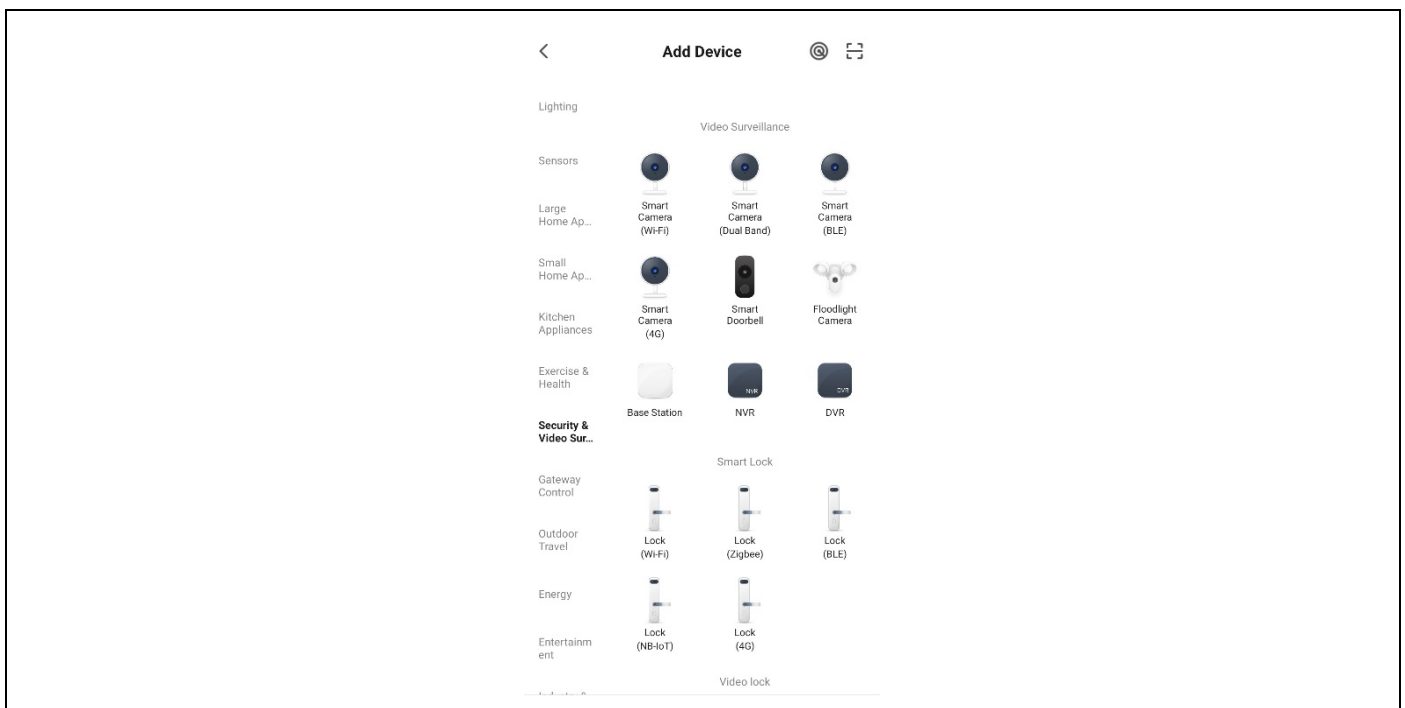 Add Device
Lighting
Sensors
Large
Home Ap...
Small
Home Ap...
Kitchen
Appliances
Exercise &
Health
Security &
Video Sur...
Gateway
Control
Outdoor
Travel
Energy
Entertainm
ent
Video Surveillance
Smart
Camera
(Wi-Fi)
Smart
Camera
(Dual Band)
Smart
Camera
(BLE)
Smart
Camera
(4G)
Smart
Doorbell
Floodlight
Camera
NVR
DVR
Base Station
NVR
DVR
Smart Lock
Lock
(Wi-Fi)
Lock
(Zigbee)
Lock
(BLE)
Lock
(NB-IoT)
Lock
(4G)
Video lock